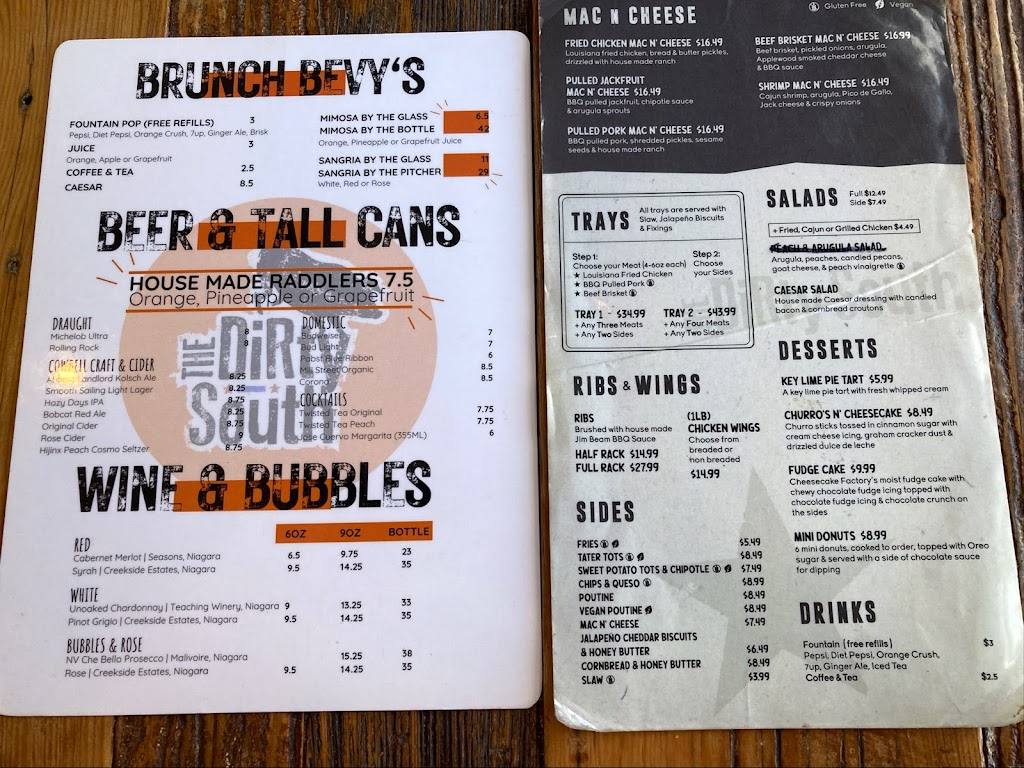 BRUNCH BEVY'S
FOUNTAIN POP (FREE REFILLS) 3
Pepsi, Diet Pepsi, Orange Crush, 7up, Ginger Ale, Brisk
JUICE 3
Orange, Apple or Grapefruit
COFFEE & TEA 2.5
CAESAR 8.5
MIMOSA BY THE GLASS 6.5
MIMOSA BY THE BOTTLE 42
Orange, Pineapple or Grapefruit Juice
SANGRIA BY THE GLASS 11
SANGRIA BY THE PITCHER 29
White, Red or Rose
BEER & TALL CANS
HOUSE MADE RADDLERS 7.5
Orange, Pineapple or Grapefruit
THE DIRTY SOUTH
DRAUGHT
Michelob Ultra 8
Rolling Rock 8
COWBELL CRAFT & CIDER
Absent Landlord Kolsch Ale 8.25
Smooth Sailing Light Lager 8.25
Hazy Days IPA 8.75
Bobcat Red Ale 8.25
Original Cider 8.75
Rose Cider 9
Hijinx Peach Cosmo Seltzer 8.75
DOMESTIC
Budweiser 7
Bud Light 7
Pabst Blue Ribbon 6
Mill Street Organic 8.5
Corona 8.5
COCKTAILS
Twisted Tea Original 7.75
Twisted Tea Peach 7.75
Jose Cuervo Margarita (355ML) 6
WINE & BUBBLES
6OZ 9OZ BOTTLE
RED
Cabernet Merlot | Seasons, Niagara 6.5 9.75 23
Syrah | Creekside Estates, Niagara 9.5 14.25 35
WHITE
Unoaked Chardonnay | Teaching Winery, Niagara 9 13.25 33
Pinot Grigio | Creekside Estates, Niagara 9.5 14.25 35
BUBBLES & ROSE
NV Che Bello Prosecco | Malivoire, Niagara 15.25 38
Rose | Creekside Estates, Niagara 9.5 14.25 35
MAC N CHEESE
Gluten Free Vegan
FRIED CHICKEN MAC N' CHEESE $16.49
Louisiana fried chicken, bread & butter pickles,
drizzled with house made ranch
PULLED JACKFRUIT
MAC N' CHEESE $16.49
BBQ pulled jackfruit, chipotle sauce
& arugula sprouts
PULLED PORK MAC N' CHEESE $16.49
BBQ pulled pork, shredded pickles, sesame
seeds & house made ranch
BEEF BRISKET MAC N' CHEESE $16.99
Beef brisket, pickled onions, arugula,
Applewood smoked cheddar cheese
& BBQ sauce
SHRIMP MAC N' CHEESE $16.49
Cajun shrimp, arugula, Pico de Gallo,
Jack cheese & crispy onions
TRAYS
All trays are served with
Slaw, Jalapeño Biscuits
& Fixings
Step 1:
Choose your Meat (4-6oz each)
★ Louisiana Fried Chicken
★ BBQ Pulled Pork
★ Beef Brisket
Step 2:
Choose
your Sides
TRAY 1 - $34.99
+ Any Three Meats
+ Any Two Sides
TRAY 2 - $43.99
+ Any Four Meats
+ Any Two Sides
RIBS & WINGS
RIBS
Brushed with house made
Jim Beam BBQ Sauce
HALF RACK $14.99
FULL RACK $27.99
(1LB)
CHICKEN WINGS
Choose from
breaded or
non breaded
$14.99
SIDES
FRIES $5.49
TATER TOTS $8.49
SWEET POTATO TOTS & CHIPOTLE $7.49
CHIPS & QUESO $8.99
POUTINE $8.49
VEGAN POUTINE $8.49
MAC N' CHEESE $7.49
JALAPEÑO CHEDDAR BISCUITS
& HONEY BUTTER $6.49
CORNBREAD & HONEY BUTTER $8.49
SLAW $3.99
SALADS
Full $12.49
Side $7.49
+ Fried, Cajun or Grilled Chicken $4.49
PEACH & ARUGULA SALAD
Arugula, peaches, candied pecans,
goat cheese, & peach vinaigrette
CAESAR SALAD
House made Caesar dressing with candied
bacon & cornbread croutons
DESSERTS
KEY LIME PIE TART $5.99
A key lime pie tart with fresh whipped cream
CHURRO'S N' CHEESECAKE $8.49
Churro sticks tossed in cinnamon sugar with
cream cheese icing, graham cracker dust &
drizzled dulce de leche
FUDGE CAKE $9.99
Cheesecake Factory's moist fudge cake with
chewy chocolate fudge icing topped with
chocolate fudge icing & chocolate crunch on
the sides
MINI DONUTS $8.99
6 mini donuts, cooked to order, topped with Oreo
sugar & served with a side of chocolate sauce
for dipping
DRINKS
Fountain (free refills) $3
Pepsi, Diet Pepsi, Orange Crush,
7up, Ginger Ale, Iced Tea
Coffee & Tea $2.5